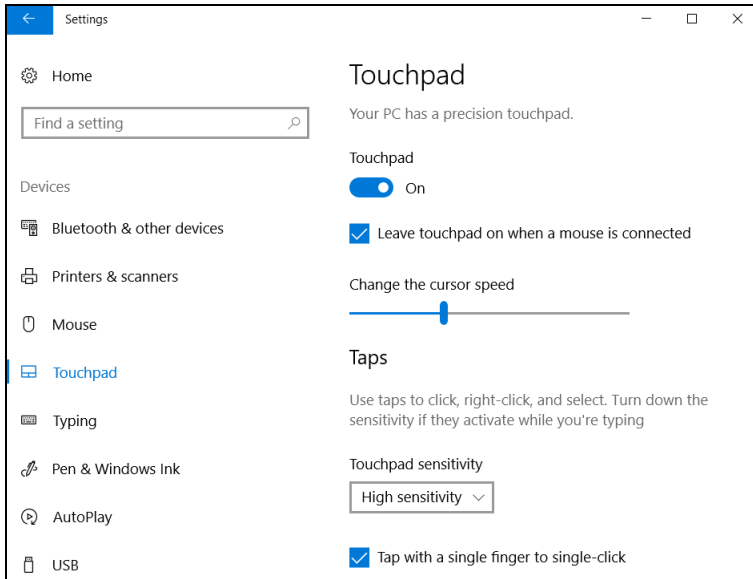 Settings
Home
Find a setting
Devices
Bluetooth & other devices
Printers & scanners
Mouse
Touchpad
Typing
Pen & Windows Ink
AutoPlay
USB
Touchpad
Your PC has a precision touchpad.
Touchpad
On
Leave touchpad on when a mouse is connected
Change the cursor speed
Taps
Use taps to click, right-click, and select. Turn down the
sensitivity if they activate while you're typing
Touchpad sensitivity
High sensitivity
Tap with a single finger to single-click